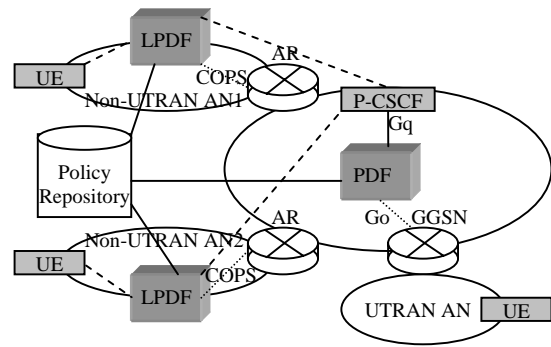 LPDF
AR
UE
COPS
Non-UTRAN AN1
P-CSCF
Gq
Policy
Repository
PDF
Go
GGSN
AR
Non-UTRAN AN2
UE
COPS
LPDF
UTRAN AN
UE